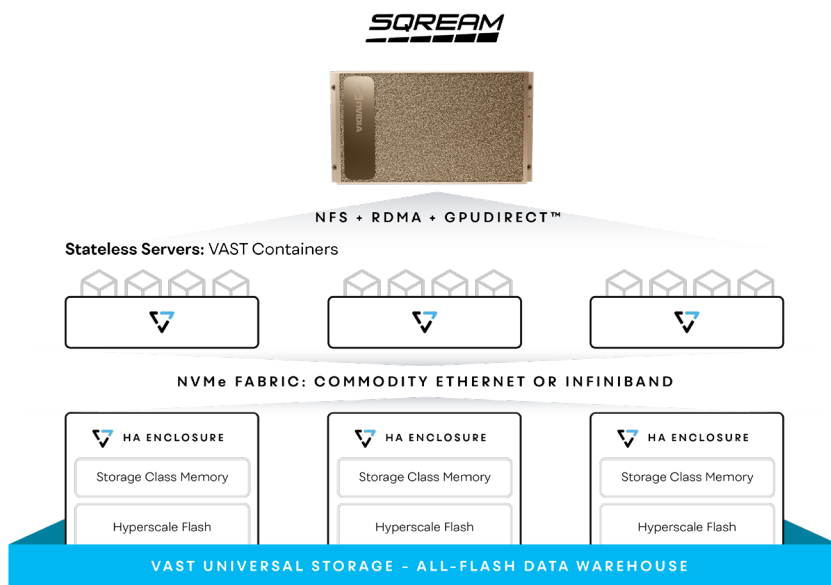 SQREAM
NVIDIA
NFS + RDMA + GPUDIRECT™
Stateless Servers: VAST Containers
NVMe FABRIC: COMMODITY ETHERNET OR INFINIBAND
HA ENCLOSURE
Storage Class Memory
Hyperscale Flash
HA ENCLOSURE
Storage Class Memory
Hyperscale Flash
HA ENCLOSURE
Storage Class Memory
Hyperscale Flash
VAST UNIVERSAL STORAGE - ALL-FLASH DATA WAREHOUSE